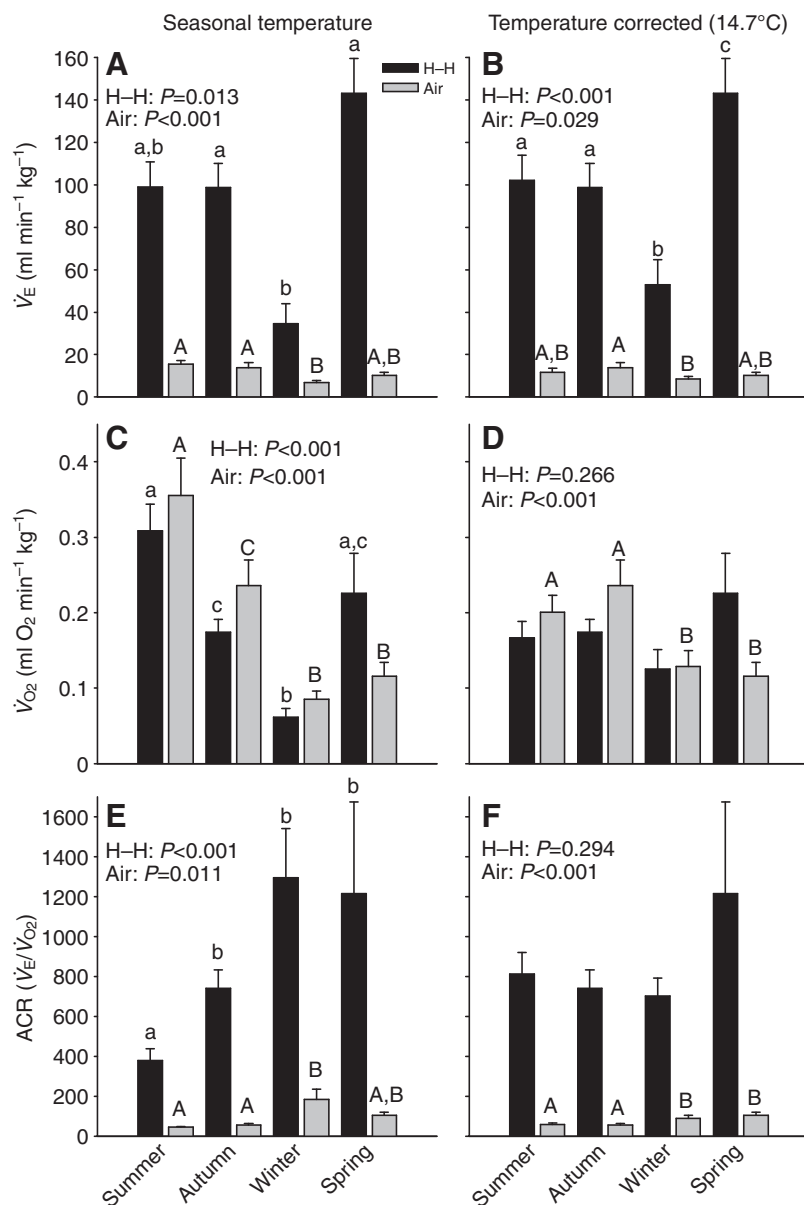 Seasonal temperature
Temperature corrected (14.7°C)
A
H–H: P=0.013
Air: P<0.001
H–H
Air
V̇E (ml min−1 kg−1)
160
140
120
100
80
60
40
20
0
a,b
A
a
A
b
B
a
A,B
B
H–H: P<0.001
Air: P=0.029
a
A,B
a
A
b
B
c
A,B
C
H–H: P<0.001
Air: P<0.001
V̇O2 (ml O2 min−1 kg−1)
0.4
0.3
0.2
0.1
0
a
A
c
C
b
B
a,c
B
D
H–H: P=0.266
Air: P<0.001
A
A
B
B
E
H–H: P<0.001
Air: P=0.011
ACR (V̇E/V̇O2)
1600
1400
1200
1000
800
600
400
200
0
a
A
b
A
b
B
b
A,B
F
H–H: P=0.294
Air: P<0.001
A
A
B
B
Summer
Autumn
Winter
Spring
Summer
Autumn
Winter
Spring